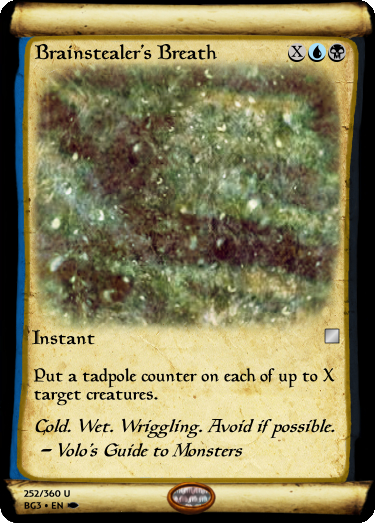 Brainstealer's Breath X
Instant
Put a tadpole counter on each of up to X
target creatures.
Cold. Wet. Wriggling. Avoid if possible.
– Volo's Guide to Monsters
252/360 U
BG3 • EN